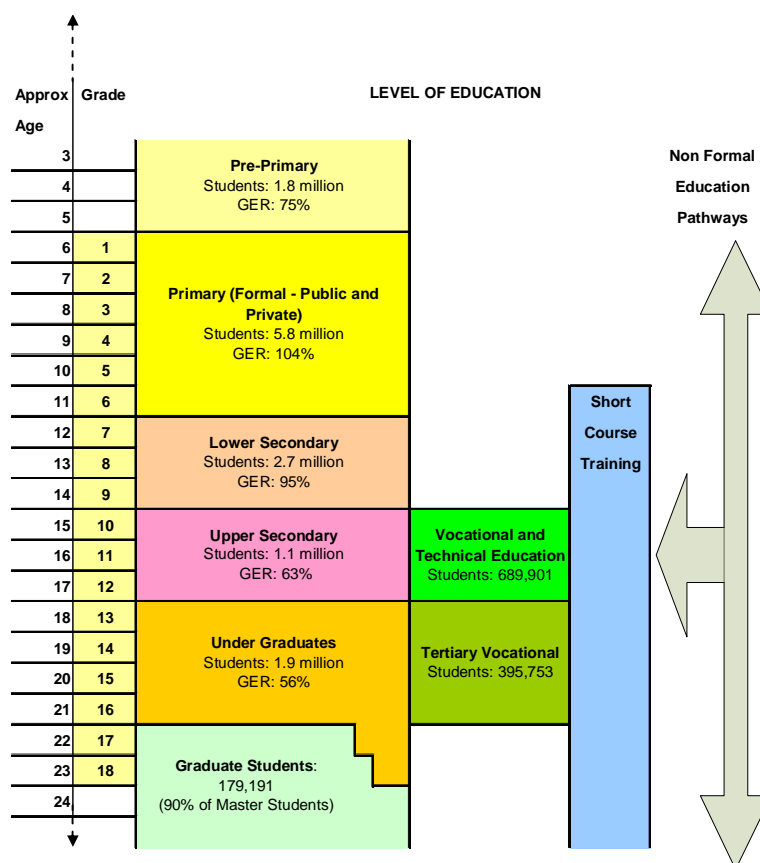 Approx Grade
Age
LEVEL OF EDUCATION
3
4
5
6 1
7 2
8 3
9 4
10 5
11 6
12 7
13 8
14 9
15 10
16 11
17 12
18 13
19 14
20 15
21 16
22 17
23 18
24
Pre-Primary
Students: 1.8 million
GER: 75%
Primary (Formal - Public and
Private)
Students: 5.8 million
GER: 104%
Lower Secondary
Students: 2.7 million
GER: 95%
Upper Secondary
Students: 1.1 million
GER: 63%
Under Graduates
Students: 1.9 million
GER: 56%
Graduate Students:
179,191
(90% of Master Students)
Vocational and
Technical Education
Students: 689,901
Tertiary Vocational
Students: 395,753
Short
Course
Training
Non Formal
Education
Pathways